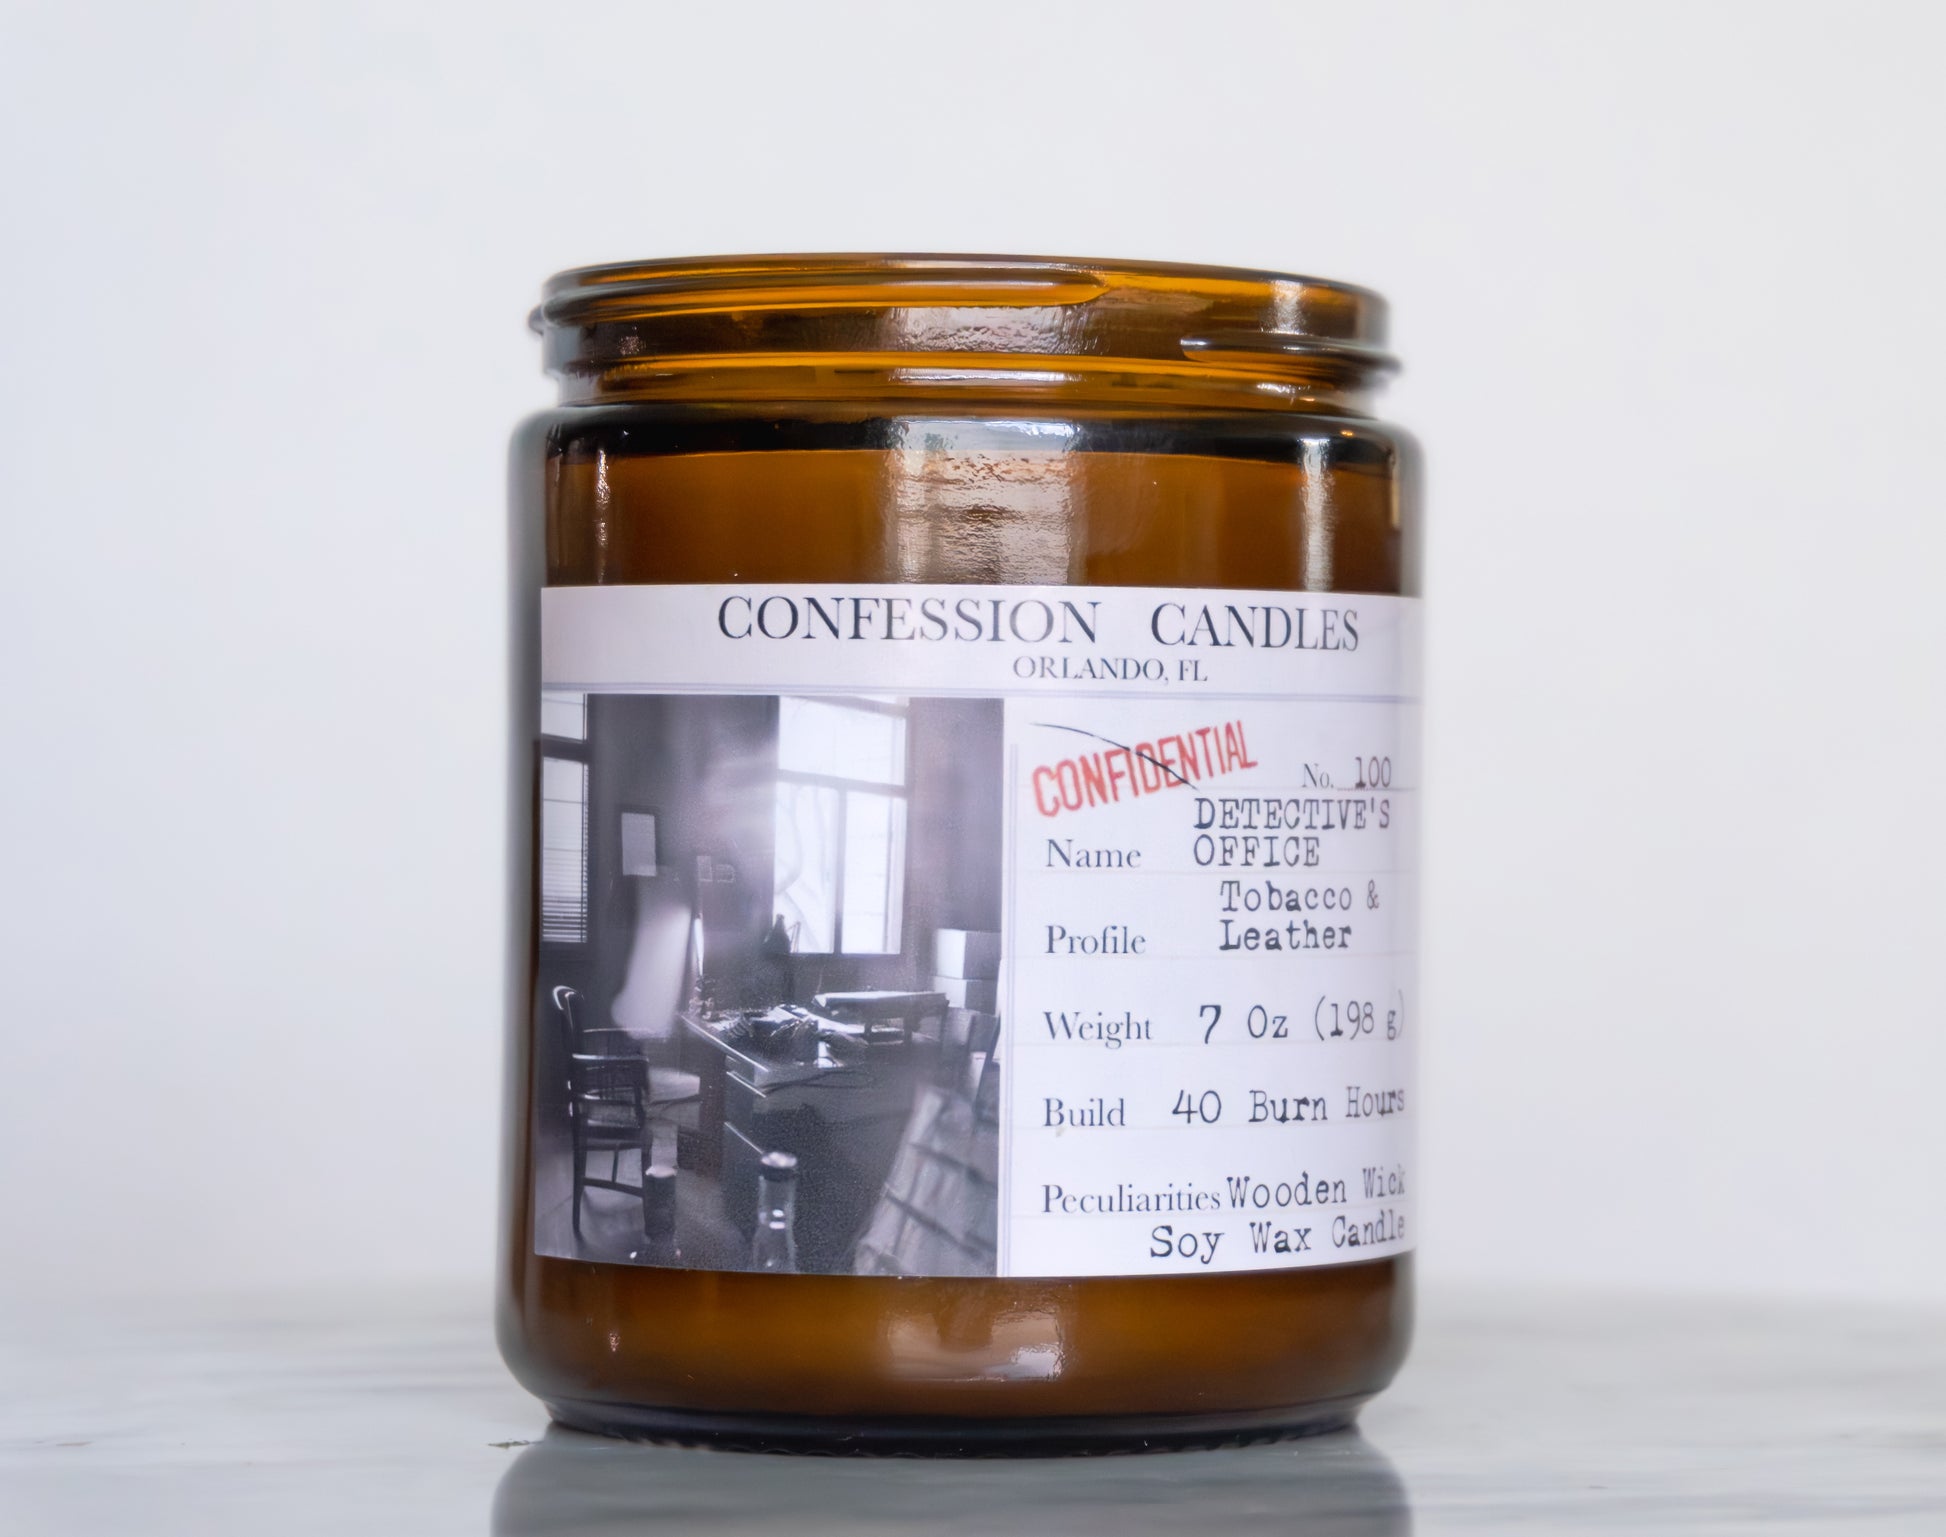 CONFESSION CANDLES
ORLANDO, FL
CONFIDENTIAL
No. 100
Name DETECTIVE'S
OFFICE
Profile Tobacco &
Leather
Weight 7 Oz (198 g)
Build 40 Burn Hours
Peculiarities Wooden Wick
Soy Wax Candle